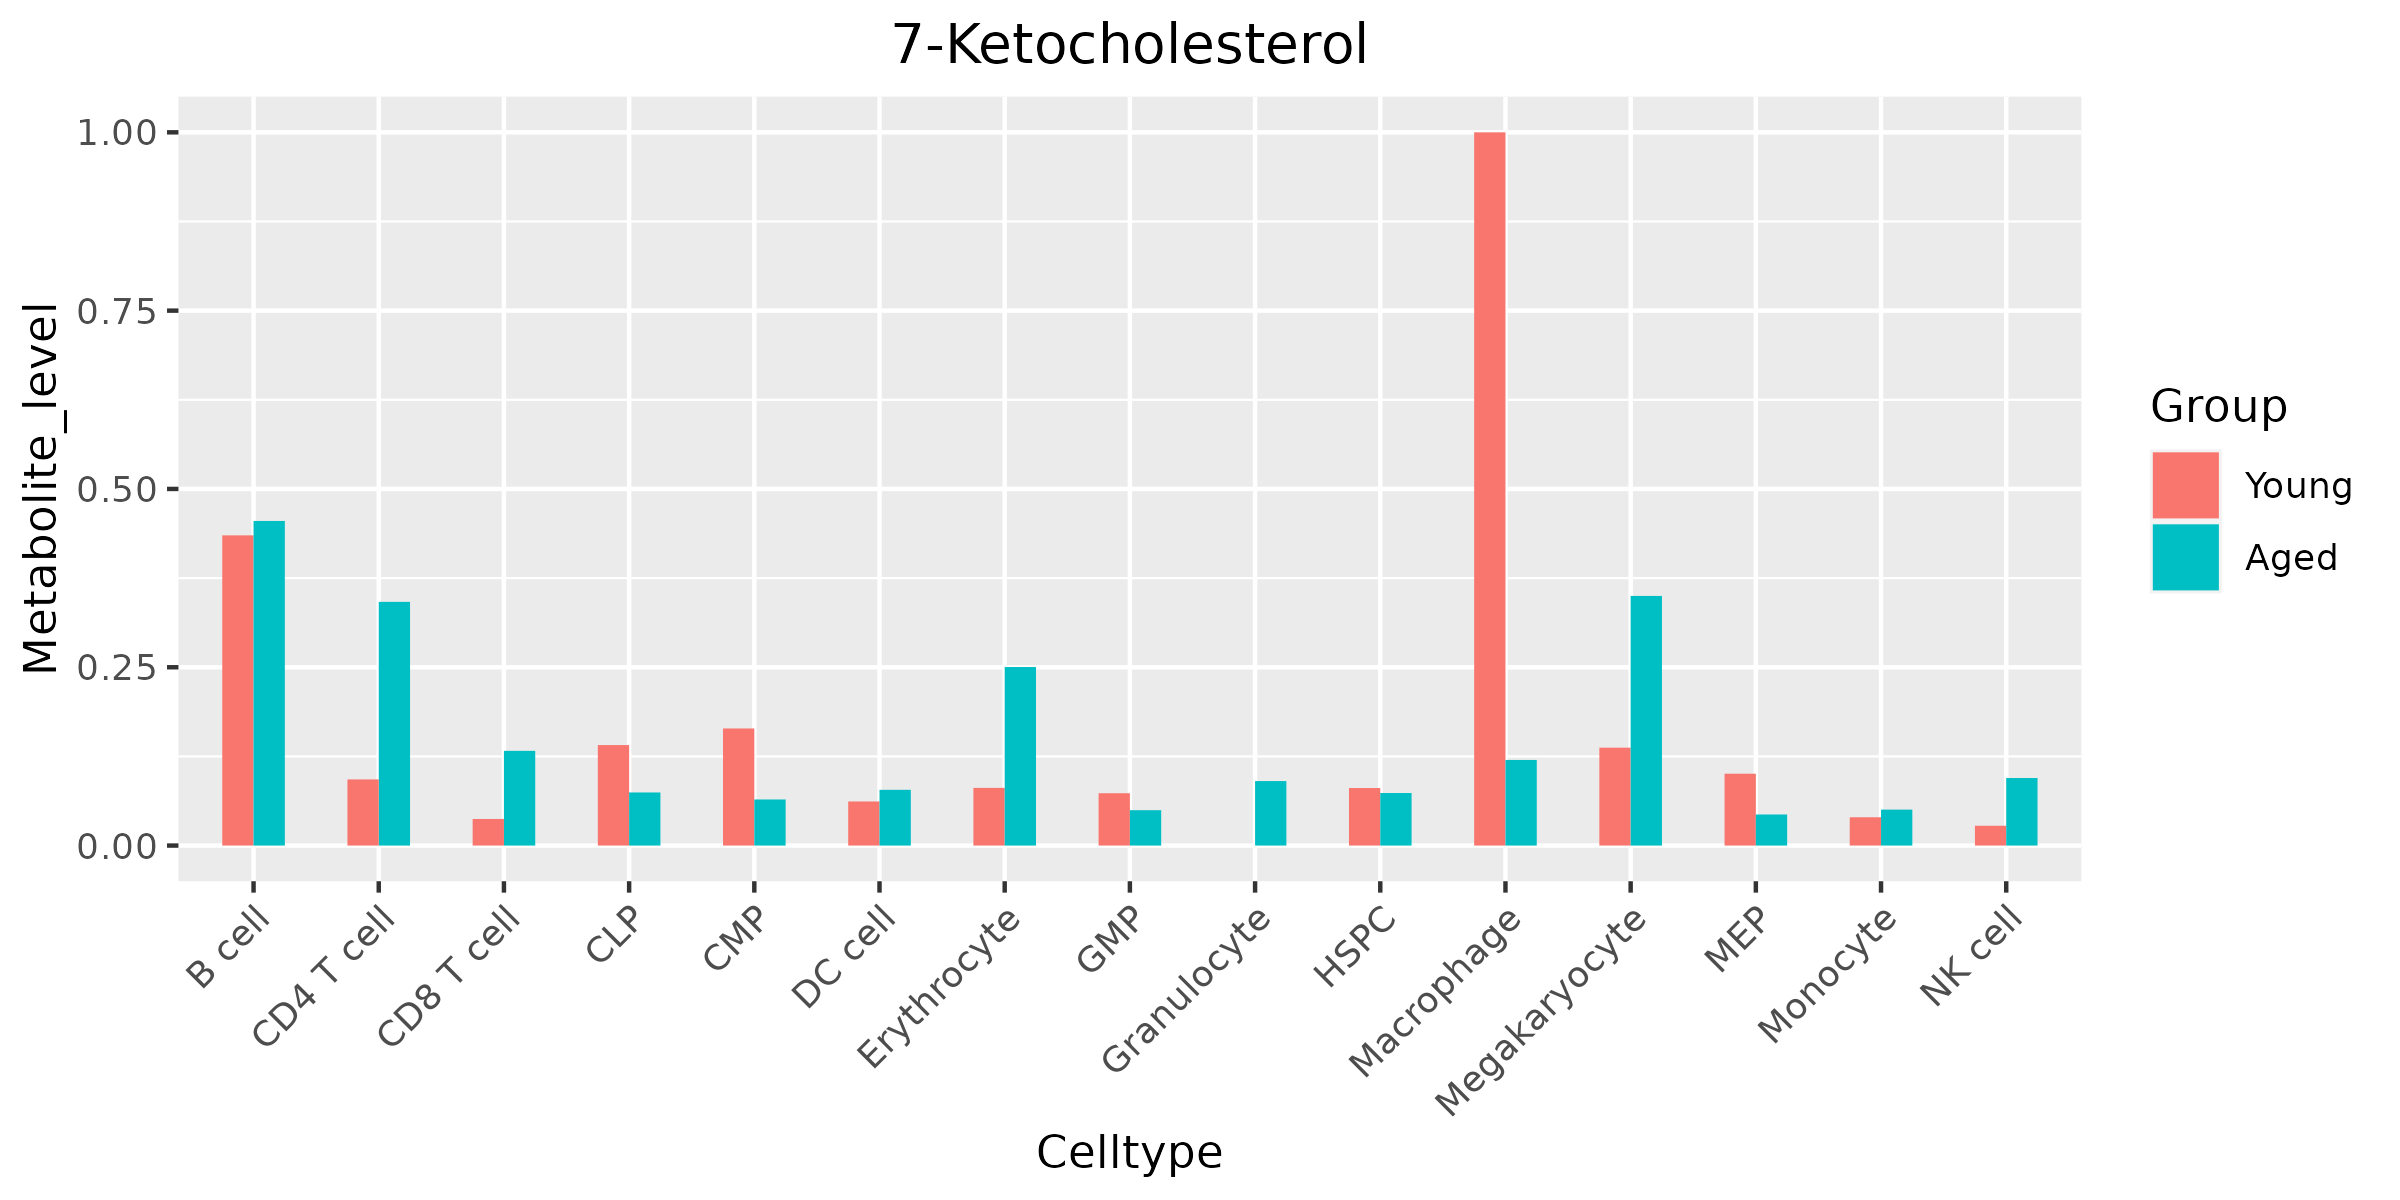 7-Ketocholesterol
Metabolite_level
1.00
0.75
0.50
0.25
0.00
B cell
CD4 T cell
CD8 T cell
CLP
CMP
DC cell
Erythrocyte
GMP
Granulocyte
HSPC
Macrophage
Megakaryocyte
MEP
Monocyte
NK cell
Celltype
Group
Young
Aged